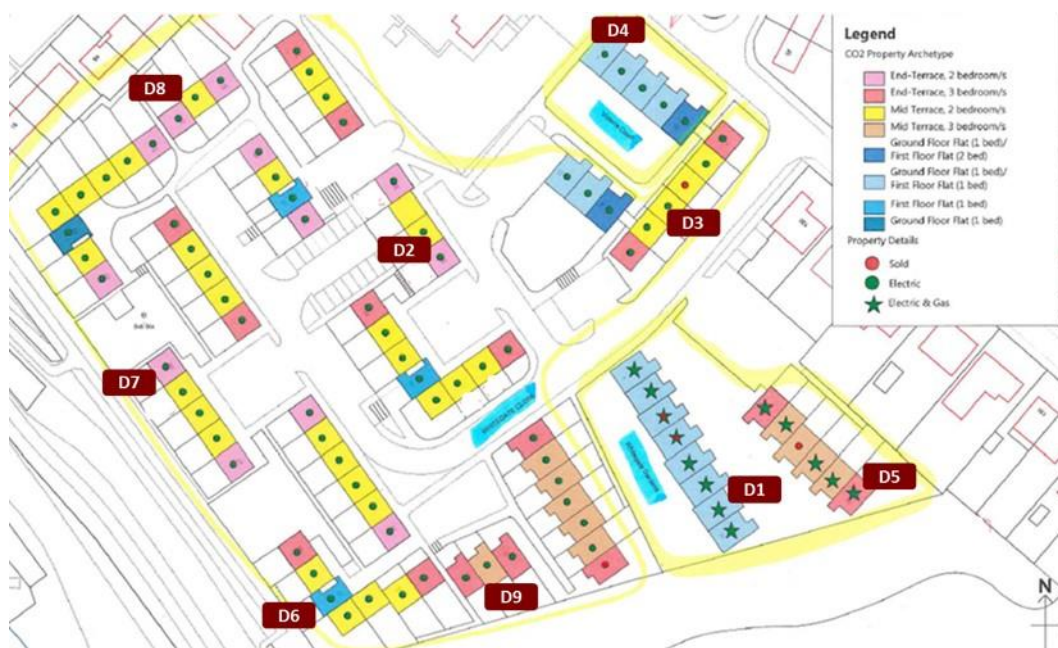 D4
D8
D3
D2
D7
D1
D5
D6
D9
Legend
CO2 Property Archetype
End-Terrace, 2 bedroom/s
End-Terrace, 3 bedroom/s
Mid Terrace, 2 bedroom/s
Mid Terrace, 3 bedroom/s
Ground Floor Flat (1 bed)/
First Floor Flat (2 bed)
Ground Floor Flat (1 bed)/
First Floor Flat (1 bed)
First Floor Flat (1 bed)
Ground Floor Flat (1 bed)
Property Details
Sold
Electric
Electric & Gas
N